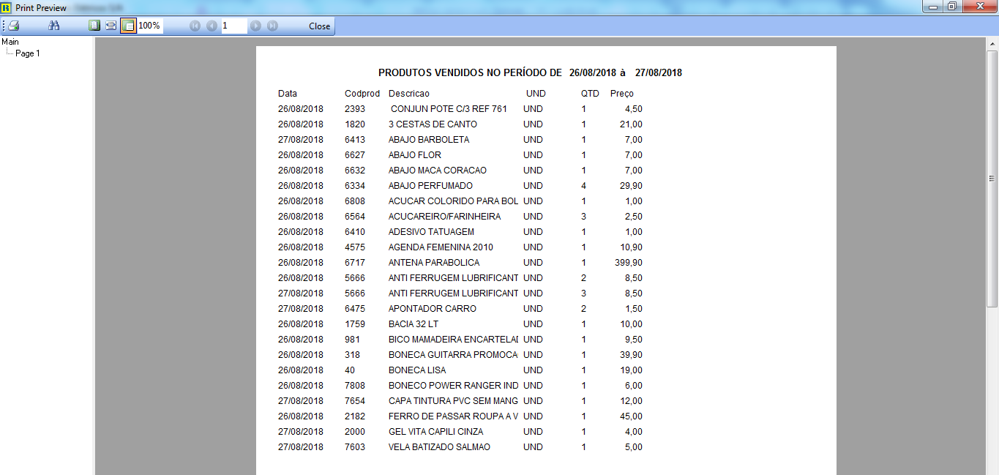 Print Preview
100% 1 Close
Main
Page 1
PRODUTOS VENDIDOS NO PERÍODO DE 26/08/2018 à 27/08/2018
Data Codprod Descricao UND QTD Preço
26/08/2018 2393 CONJUN POTE C/3 REF 761 UND 1 4,50
26/08/2018 1820 3 CESTAS DE CANTO UND 1 21,00
27/08/2018 6413 ABAJO BARBOLETA UND 1 7,00
26/08/2018 6627 ABAJO FLOR UND 1 7,00
26/08/2018 6632 ABAJO MACA CORACAO UND 1 7,00
26/08/2018 6334 ABAJO PERFUMADO UND 4 29,90
26/08/2018 6808 ACUCAR COLORIDO PARA BOL UND 1 1,00
26/08/2018 6564 ACUCAREIRO/FARINHEIRA UND 3 2,50
26/08/2018 6410 ADESIVO TATUAGEM UND 1 1,00
26/08/2018 4575 AGENDA FEMENINA 2010 UND 1 10,90
26/08/2018 6717 ANTENA PARABOLICA UND 1 399,90
26/08/2018 5666 ANTI FERRUGEM LUBRIFICANT UND 2 8,50
27/08/2018 5666 ANTI FERRUGEM LUBRIFICANT UND 3 8,50
27/08/2018 6475 APONTADOR CARRO UND 2 1,50
26/08/2018 1759 BACIA 32 LT UND 1 10,00
26/08/2018 981 BICO MAMADEIRA ENCARTELAD UND 1 9,50
26/08/2018 318 BONECA GUITARRA PROMOCA UND 1 39,90
26/08/2018 40 BONECA LISA UND 1 19,00
26/08/2018 7808 BONECO POWER RANGER IND UND 1 6,00
27/08/2018 7654 CAPA TINTURA PVC SEM MANG UND 1 12,00
26/08/2018 2182 FERRO DE PASSAR ROUPA A V UND 1 45,00
27/08/2018 2000 GEL VITA CAPILI CINZA UND 1 4,00
27/08/2018 7603 VELA BATIZADO SALMAO UND 1 5,00